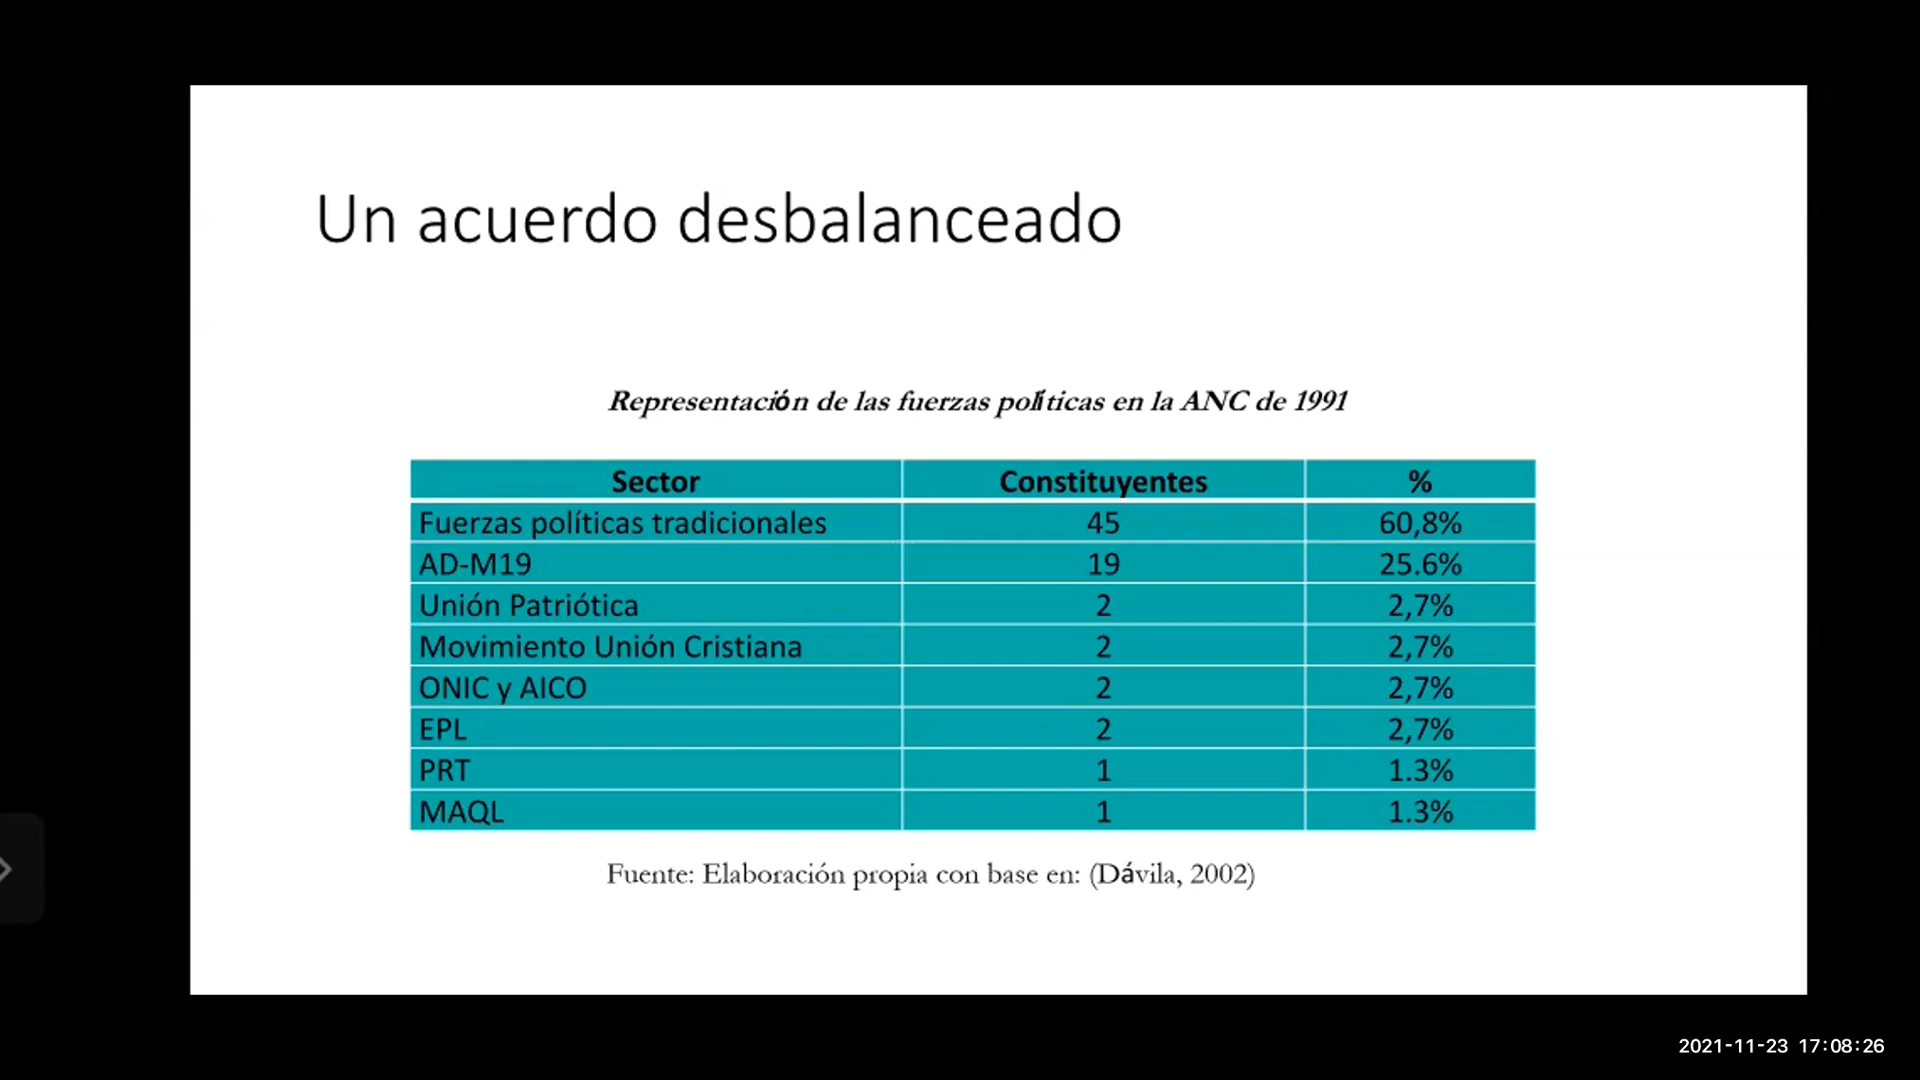 Un acuerdo desbalanceado
Representación de las fuerzas políticas en la ANC de 1991
Sector Constituyentes %
Fuerzas políticas tradicionales 45 60,8%
AD-M19 19 25.6%
Unión Patriótica 2 2,7%
Movimiento Unión Cristiana 2 2,7%
ONIC y AICO 2 2,7%
EPL 2 2,7%
PRT 1 1.3%
MAQL 1 1.3%
Fuente: Elaboración propia con base en: (Dávila, 2002)
2021-11-23 17:08:26